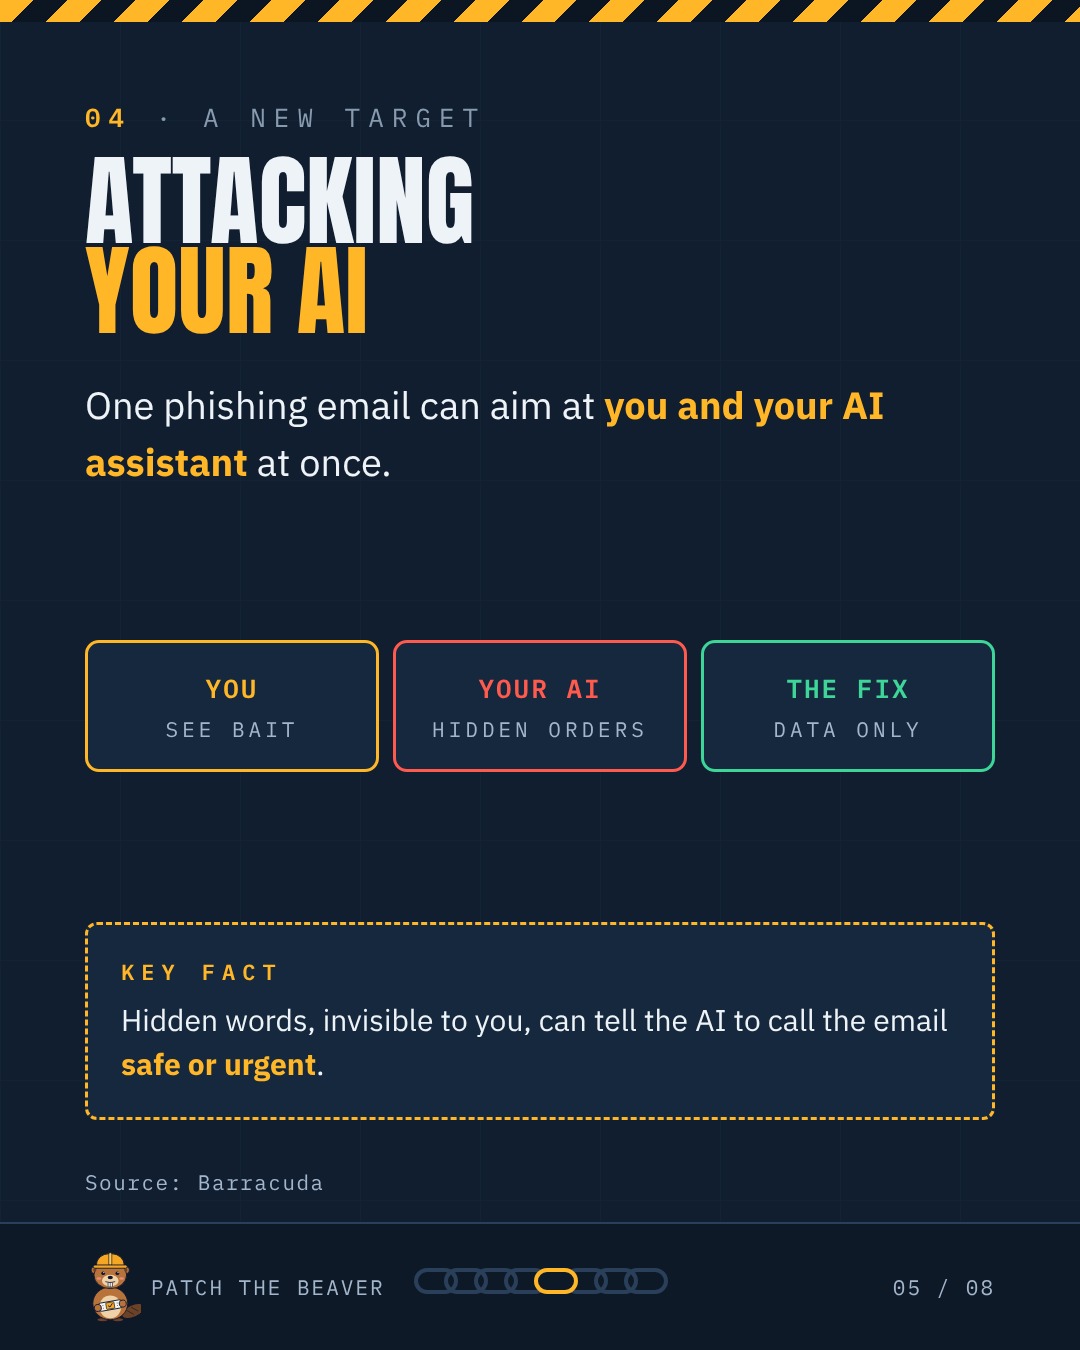 04 · A NEW TARGET
ATTACKING
YOUR AI
One phishing email can aim at you and your AI
assistant at once.
YOU
SEE BAIT
YOUR AI
HIDDEN ORDERS
THE FIX
DATA ONLY
KEY FACT
Hidden words, invisible to you, can tell the AI to call the email
safe or urgent.
Source: Barracuda
PATCH THE BEAVER
05 / 08